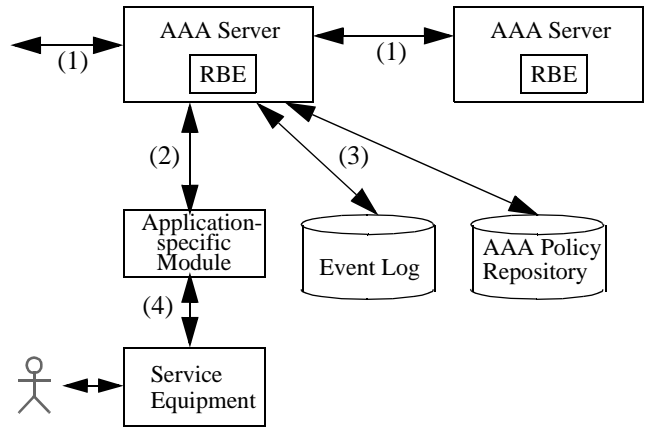 AAA Server
AAA Server
(1)
(1)
RBE
RBE
(2)
(3)
Application-
specific
Module
Event Log
AAA Policy
Repository
(4)
Service
Equipment